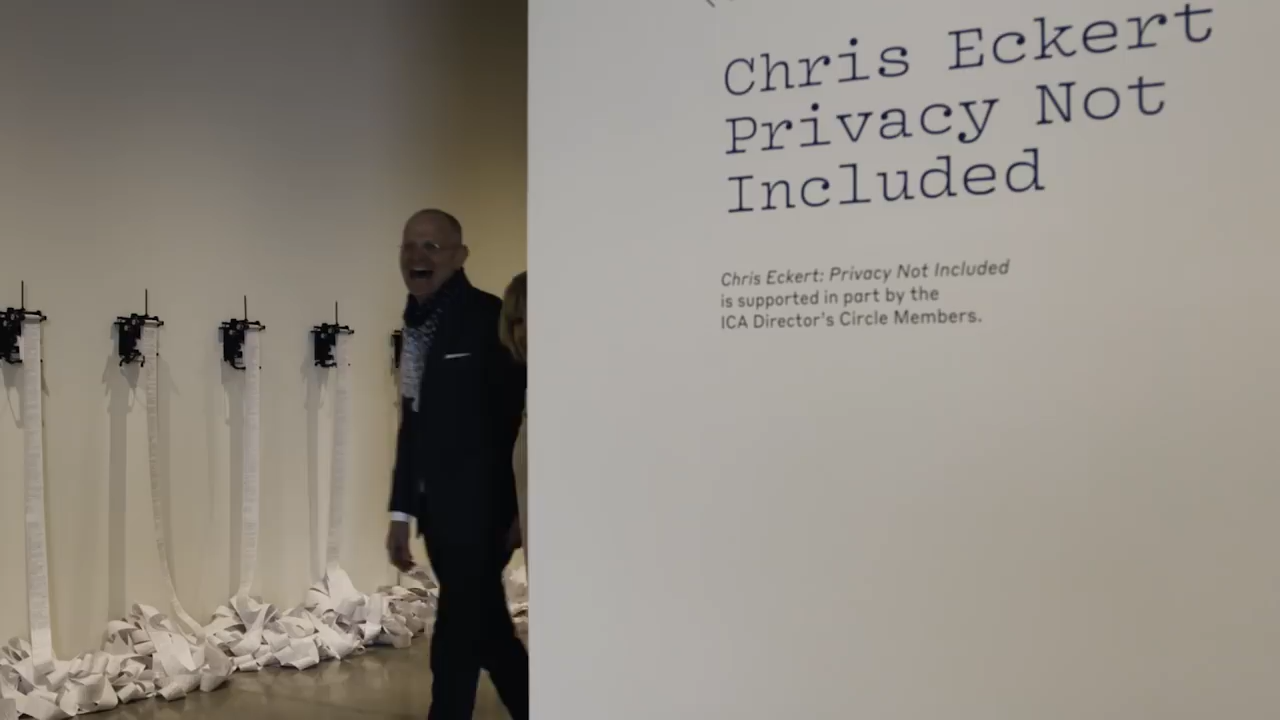 Chris Eckert
Privacy Not
Included
Chris Eckert: Privacy Not Included
is supported in part by the
ICA Director's Circle Members.